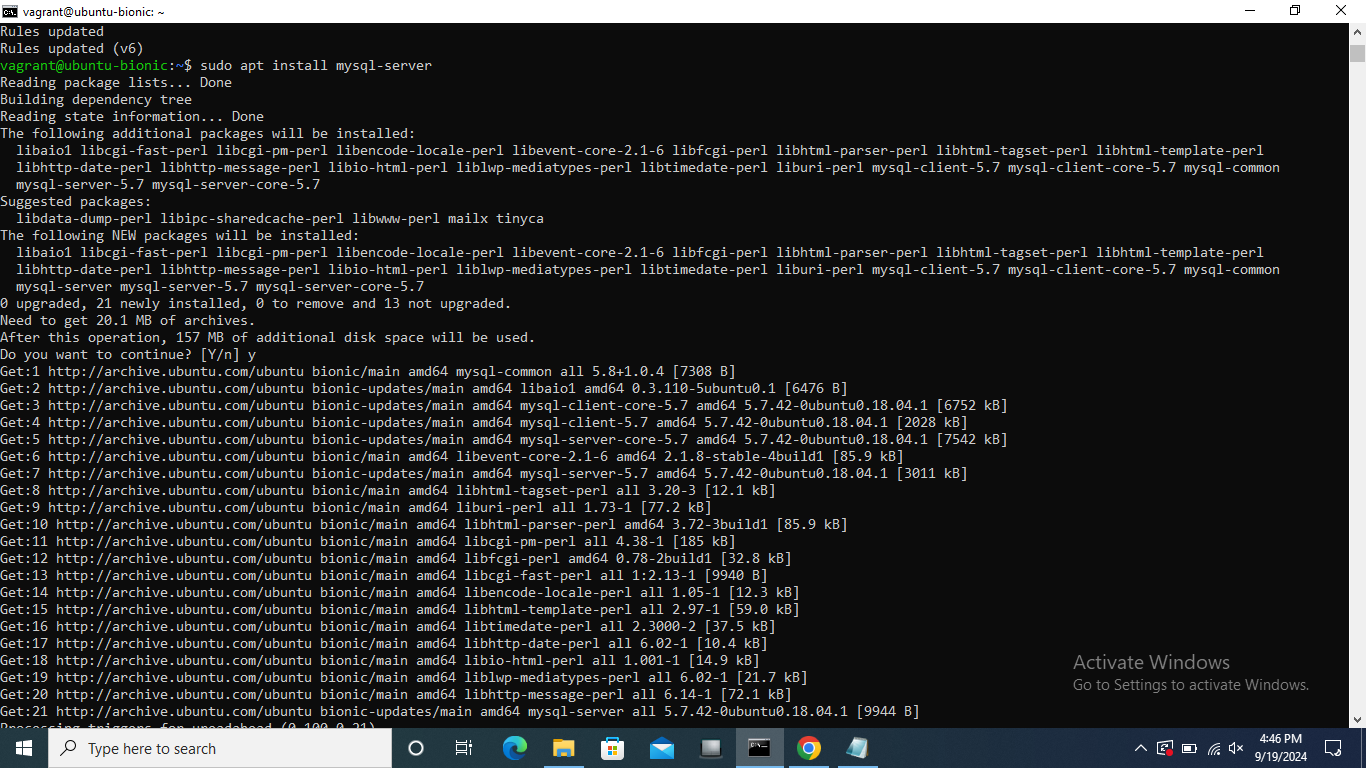 vagrant@ubuntu-bionic: ~
Rules updated
Rules updated (v6)
vagrant@ubuntu-bionic:~$ sudo apt install mysql-server
Reading package lists... Done
Building dependency tree
Reading state information... Done
The following additional packages will be installed:
  libaio1 libcgi-fast-perl libcgi-pm-perl libencode-locale-perl libevent-core-2.1-6 libfcgi-perl libhtml-parser-perl libhtml-tagset-perl libhtml-template-perl
  libhttp-date-perl libhttp-message-perl libio-html-perl liblwp-mediatypes-perl libtimedate-perl liburi-perl mysql-client-5.7 mysql-client-core-5.7 mysql-common
  mysql-server-5.7 mysql-server-core-5.7
Suggested packages:
  libdata-dump-perl libipc-sharedcache-perl libwww-perl mailx tinyca
The following NEW packages will be installed:
  libaio1 libcgi-fast-perl libcgi-pm-perl libencode-locale-perl libevent-core-2.1-6 libfcgi-perl libhtml-parser-perl libhtml-tagset-perl libhtml-template-perl
  libhttp-date-perl libhttp-message-perl libio-html-perl liblwp-mediatypes-perl libtimedate-perl liburi-perl mysql-client-5.7 mysql-client-core-5.7 mysql-common
  mysql-server mysql-server-5.7 mysql-server-core-5.7
0 upgraded, 21 newly installed, 0 to remove and 13 not upgraded.
Need to get 20.1 MB of archives.
After this operation, 157 MB of additional disk space will be used.
Do you want to continue? [Y/n] y
Get:1 http://archive.ubuntu.com/ubuntu bionic/main amd64 mysql-common all 5.8+1.0.4 [7308 B]
Get:2 http://archive.ubuntu.com/ubuntu bionic-updates/main amd64 libaio1 amd64 0.3.110-5ubuntu0.1 [6476 B]
Get:3 http://archive.ubuntu.com/ubuntu bionic-updates/main amd64 mysql-client-core-5.7 amd64 5.7.42-0ubuntu0.18.04.1 [6752 kB]
Get:4 http://archive.ubuntu.com/ubuntu bionic-updates/main amd64 mysql-client-5.7 amd64 5.7.42-0ubuntu0.18.04.1 [2028 kB]
Get:5 http://archive.ubuntu.com/ubuntu bionic-updates/main amd64 mysql-server-core-5.7 amd64 5.7.42-0ubuntu0.18.04.1 [7542 kB]
Get:6 http://archive.ubuntu.com/ubuntu bionic/main amd64 libevent-core-2.1-6 amd64 2.1.8-stable-4build1 [85.9 kB]
Get:7 http://archive.ubuntu.com/ubuntu bionic-updates/main amd64 mysql-server-5.7 amd64 5.7.42-0ubuntu0.18.04.1 [3011 kB]
Get:8 http://archive.ubuntu.com/ubuntu bionic/main amd64 libhtml-tagset-perl all 3.20-3 [12.1 kB]
Get:9 http://archive.ubuntu.com/ubuntu bionic/main amd64 liburi-perl all 1.73-1 [77.2 kB]
Get:10 http://archive.ubuntu.com/ubuntu bionic/main amd64 libhtml-parser-perl amd64 3.72-3build1 [85.9 kB]
Get:11 http://archive.ubuntu.com/ubuntu bionic/main amd64 libcgi-pm-perl all 4.38-1 [185 kB]
Get:12 http://archive.ubuntu.com/ubuntu bionic/main amd64 libfcgi-perl amd64 0.78-2build1 [32.8 kB]
Get:13 http://archive.ubuntu.com/ubuntu bionic/main amd64 libcgi-fast-perl all 1:2.13-1 [9940 B]
Get:14 http://archive.ubuntu.com/ubuntu bionic/main amd64 libencode-locale-perl all 1.05-1 [12.3 kB]
Get:15 http://archive.ubuntu.com/ubuntu bionic/main amd64 libhtml-template-perl all 2.97-1 [59.0 kB]
Get:16 http://archive.ubuntu.com/ubuntu bionic/main amd64 libtimedate-perl all 2.3000-2 [37.5 kB]
Get:17 http://archive.ubuntu.com/ubuntu bionic/main amd64 libhttp-date-perl all 6.02-1 [10.4 kB]
Get:18 http://archive.ubuntu.com/ubuntu bionic/main amd64 libio-html-perl all 1.001-1 [14.9 kB]
Get:19 http://archive.ubuntu.com/ubuntu bionic/main amd64 liblwp-mediatypes-perl all 6.02-1 [21.7 kB]
Get:20 http://archive.ubuntu.com/ubuntu bionic/main amd64 libhttp-message-perl all 6.14-1 [72.1 kB]
Get:21 http://archive.ubuntu.com/ubuntu bionic-updates/main amd64 mysql-server all 5.7.42-0ubuntu0.18.04.1 [9944 B]
Processing triggers for ureadahead (0.100.0-21)
Activate Windows
Go to Settings to activate Windows.
Type here to search
4:46 PM
9/19/2024